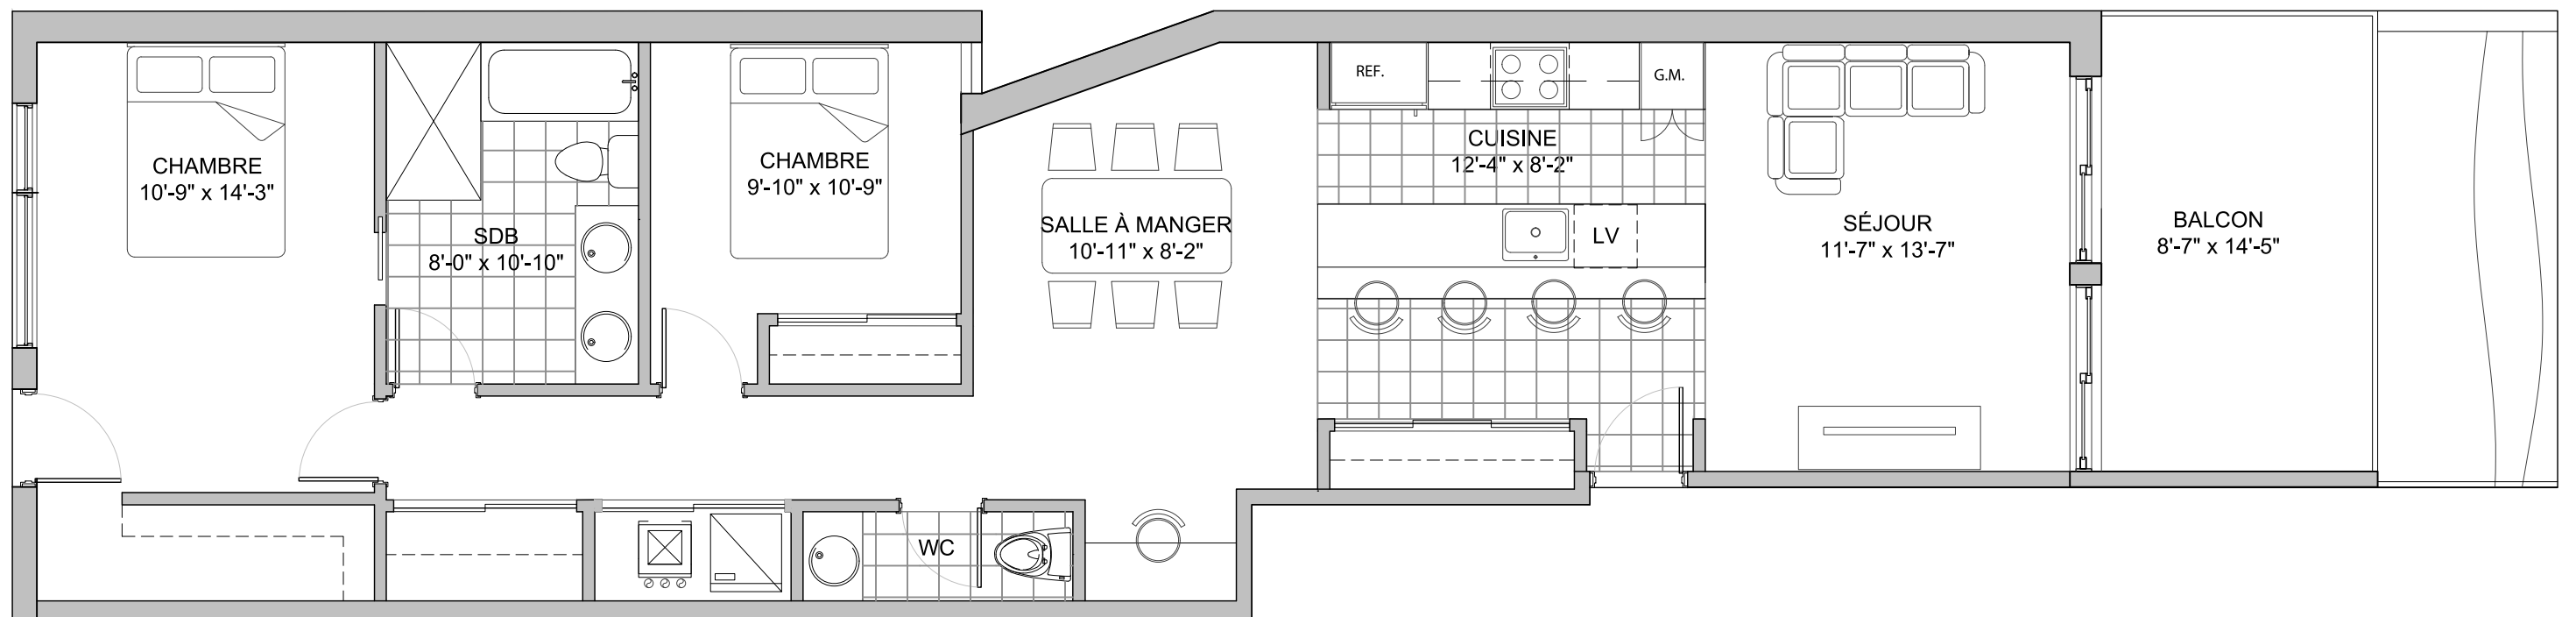 CHAMBRE
10'-9" x 14'-3"
SDB
8'-0" x 10'-10"
CHAMBRE
9'-10" x 10'-9"
SALLE À MANGER
10'-11" x 8'-2"
REF.
G.M.
CUISINE
12'-4" x 8'-2"
LV
SÉJOUR
11'-7" x 13'-7"
BALCON
8'-7" x 14'-5"
WC